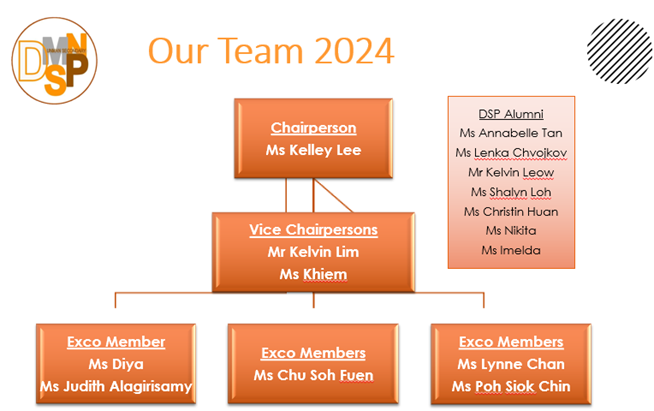 DMN
SP
Our Team 2024
Chairperson
Ms Kelley Lee
DSP Alumni
Ms Annabelle Tan
Ms Lenka Chvojkov
Mr Kelvin Leow
Ms Shalyn Loh
Ms Christin Huan
Ms Nikita
Ms Imelda
Vice Chairpersons
Mr Kelvin Lim
Ms Khiem
Exco Member
Ms Diya
Ms Judith Alagirisamy
Exco Members
Ms Chu Soh Fuen
Exco Members
Ms Lynne Chan
Ms Poh Siok Chin